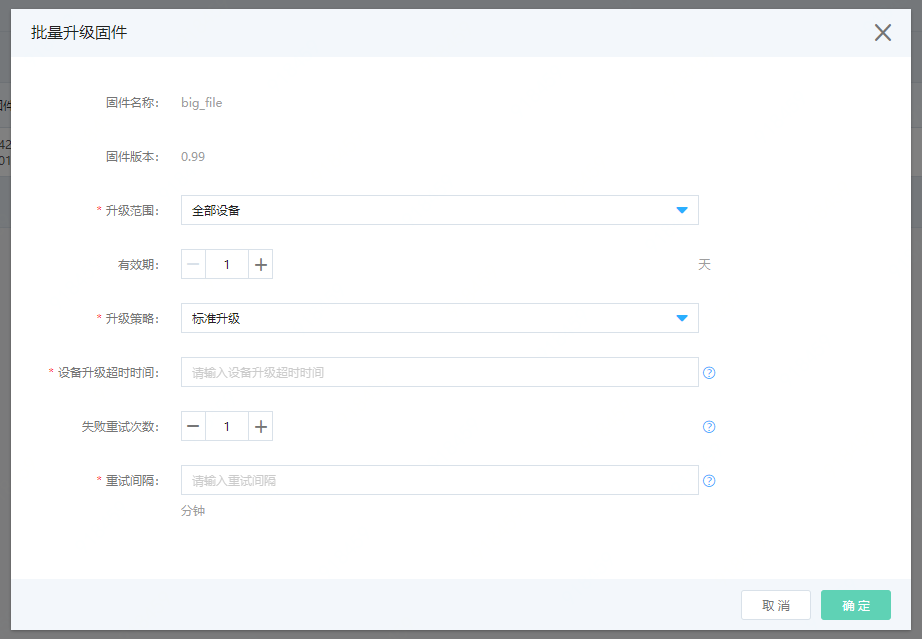 批量升级固件
固件名称： big_file
固件版本： 0.99
* 升级范围： 全部设备
有效期： 1 天
* 升级策略： 标准升级
* 设备升级超时时间： 请输入设备升级超时时间
失败重试次数： 1
* 重试间隔： 请输入重试间隔
分钟
取消 确定